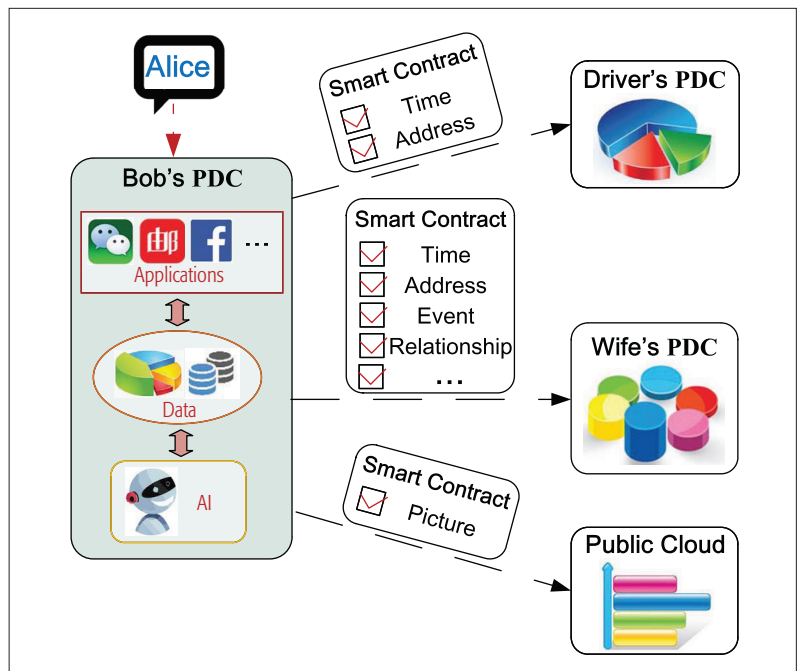 Alice
Bob's PDC
邮
f
...
Applications
Data
AI
Smart Contract
Time
Address
Smart Contract
Time
Address
Event
Relationship
...
Smart Contract
Picture
Driver's PDC
Wife's PDC
Public Cloud